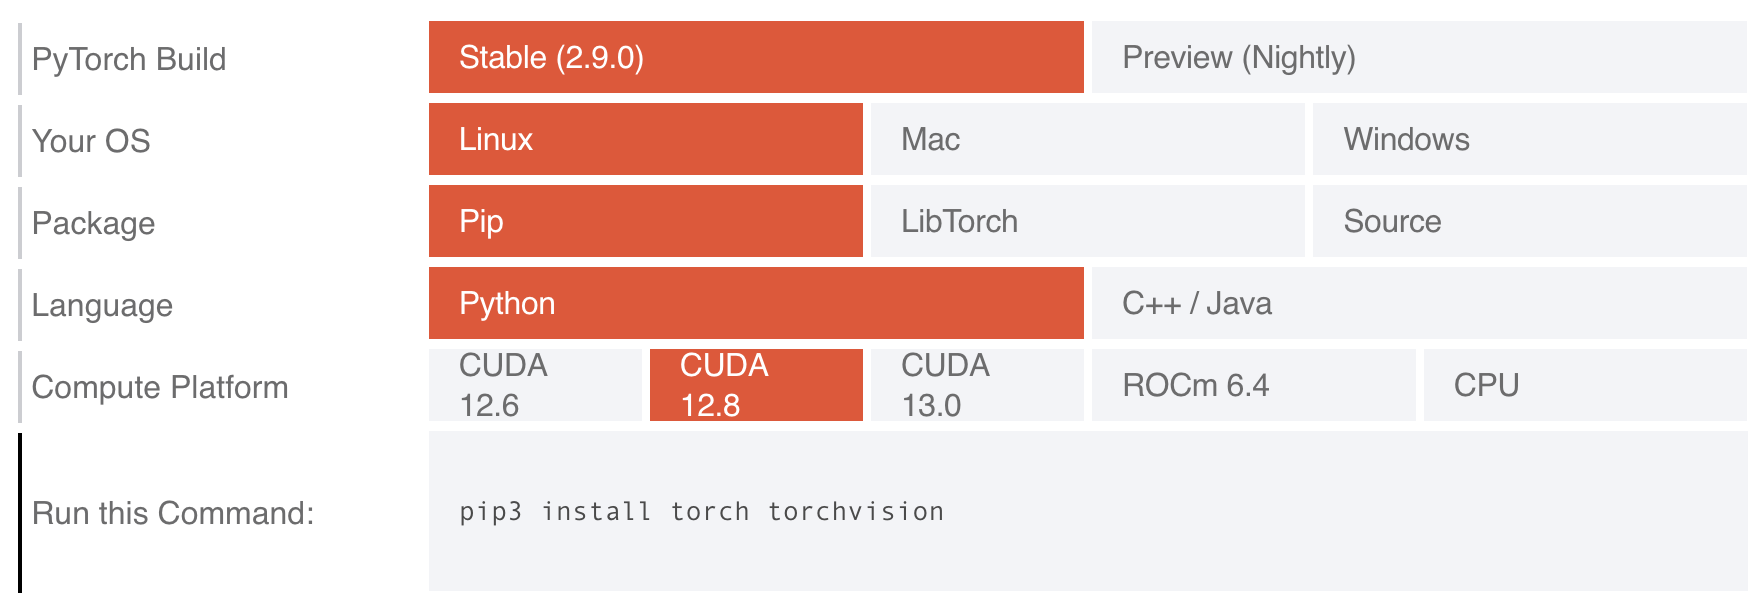 PyTorch Build
Stable (2.9.0)
Preview (Nightly)
Your OS
Linux
Mac
Windows
Package
Pip
LibTorch
Source
Language
Python
C++ / Java
Compute Platform
CUDA
12.6
CUDA
12.8
CUDA
13.0
ROCm 6.4
CPU
Run this Command:
pip3 install torch torchvision